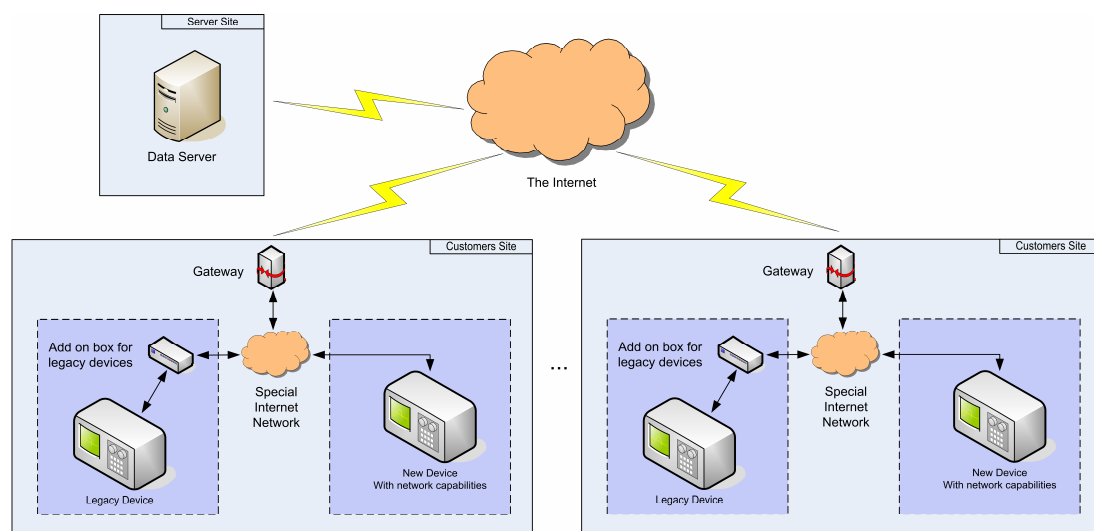 Server Site
Data Server
The Internet
Customers Site
Gateway
Add on box for
legacy devices
Special
Internet
Network
Legacy Device
New Device
With network capabilities
...
Customers Site
Gateway
Add on box for
legacy devices
Special
Internet
Network
Legacy Device
New Device
With network capabilities